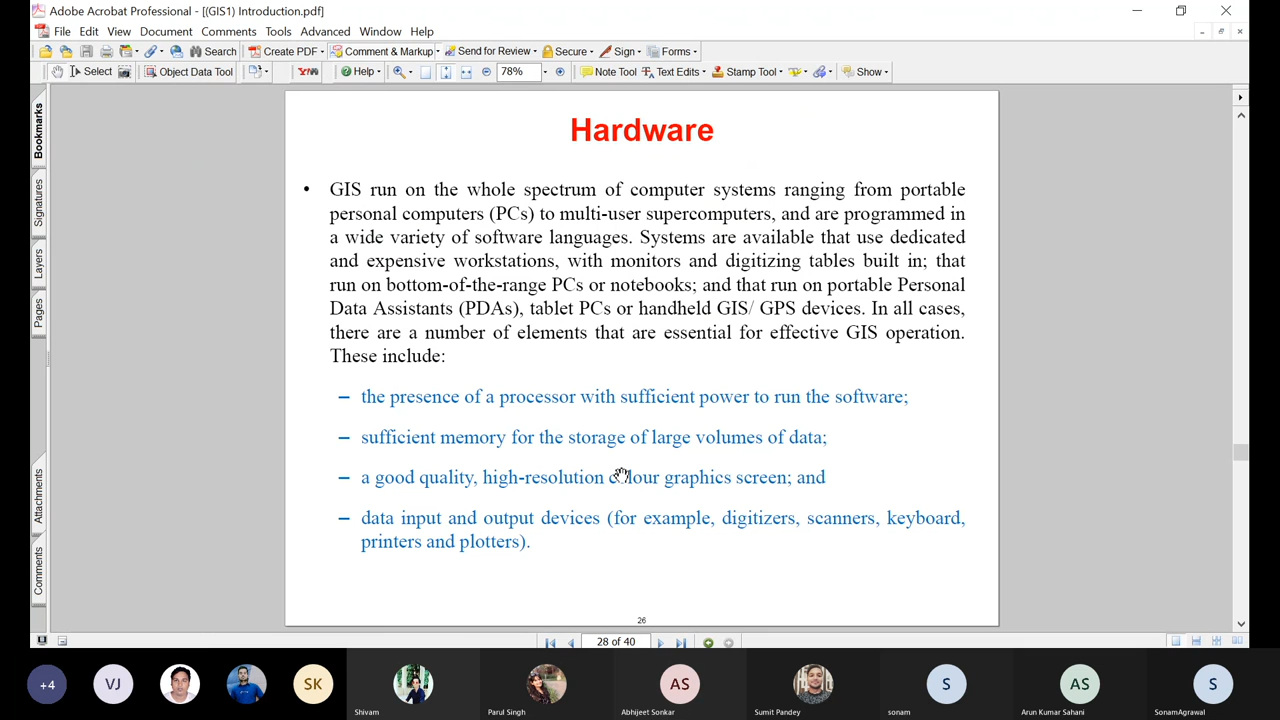 Adobe Acrobat Professional - [(GIS1) Introduction.pdf]
File Edit View Document Comments Tools Advanced Window Help
Search Create PDF Comment & Markup Send for Review Secure Sign Forms
Select Object Data Tool Y! Help 78% Note Tool Text Edits Stamp Tool Show
Bookmarks
Signatures
Layers
Pages
Attachments
Comments
Hardware
• GIS run on the whole spectrum of computer systems ranging from portable
personal computers (PCs) to multi-user supercomputers, and are programmed in
a wide variety of software languages. Systems are available that use dedicated
and expensive workstations, with monitors and digitizing tables built in; that
run on bottom-of-the-range PCs or notebooks; and that run on portable Personal
Data Assistants (PDAs), tablet PCs or handheld GIS/ GPS devices. In all cases,
there are a number of elements that are essential for effective GIS operation.
These include:
– the presence of a processor with sufficient power to run the software;
– sufficient memory for the storage of large volumes of data;
– a good quality, high-resolution colour graphics screen; and
– data input and output devices (for example, digitizers, scanners, keyboard,
printers and plotters).
26
28 of 40
+4 VJ SK AS S AS S
Shivam Parul Singh Abhijeet Sonkar Sumit Pandey sonam Arun Kumar Sahani SonamAgrawal